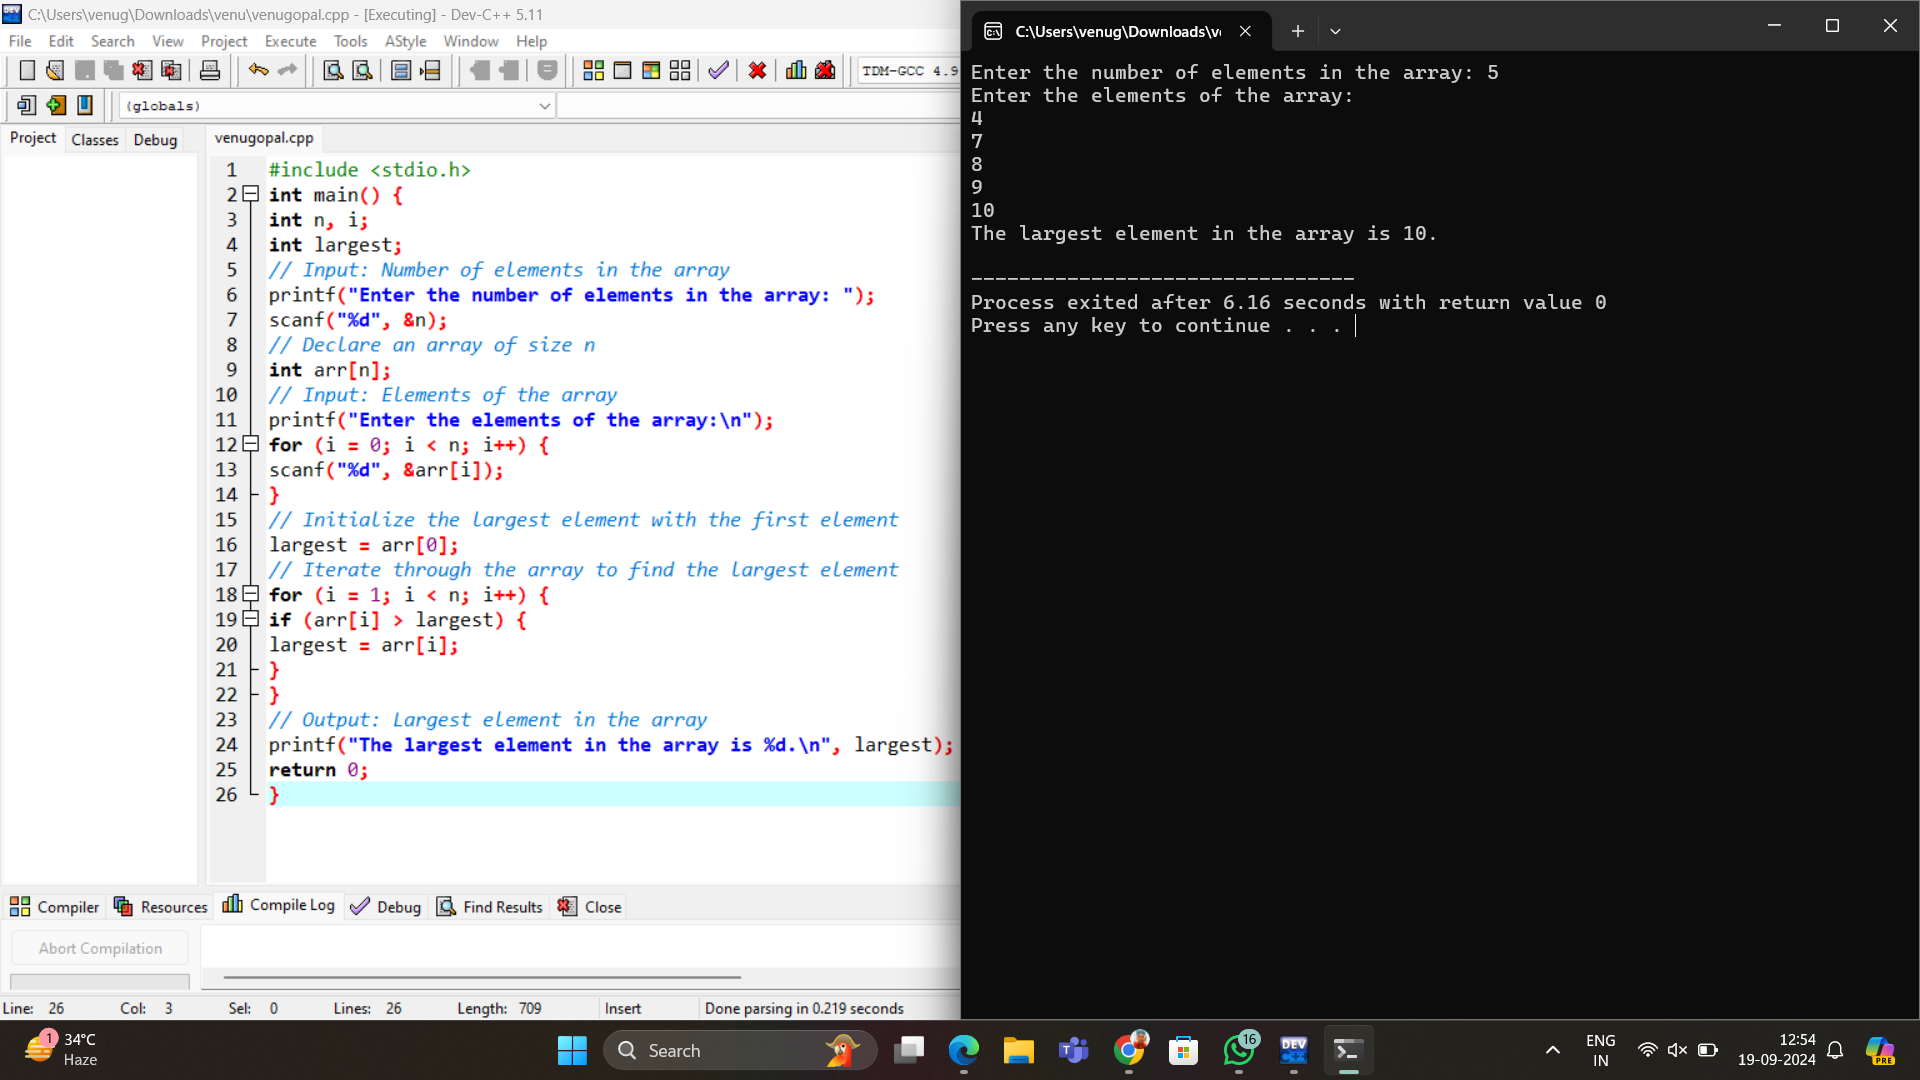 C:\Users\venug\Downloads\venu\venugopal.cpp - [Executing] - Dev-C++ 5.11
File Edit Search View Project Execute Tools AStyle Window Help
TDM-GCC 4.9
(globals)
Project Classes Debug
venugopal.cpp
1 #include <stdio.h>
2 int main() {
3 int n, i;
4 int largest;
5 // Input: Number of elements in the array
6 printf("Enter the number of elements in the array: ");
7 scanf("%d", &n);
8 // Declare an array of size n
9 int arr[n];
10 // Input: Elements of the array
11 printf("Enter the elements of the array:\n");
12 for (i = 0; i < n; i++) {
13 scanf("%d", &arr[i]);
14 }
15 // Initialize the largest element with the first element
16 largest = arr[0];
17 // Iterate through the array to find the largest element
18 for (i = 1; i < n; i++) {
19 if (arr[i] > largest) {
20 largest = arr[i];
21 }
22 }
23 // Output: Largest element in the array
24 printf("The largest element in the array is %d.\n", largest);
25 return 0;
26 }
Compiler Resources Compile Log Debug Find Results Close
Abort Compilation
Line: 26 Col: 3 Sel: 0 Lines: 26 Length: 709 Insert Done parsing in 0.219 seconds
C:\Users\venug\Downloads\v
Enter the number of elements in the array: 5
Enter the elements of the array:
4
7
8
9
10
The largest element in the array is 10.
--------------------------------
Process exited after 6.16 seconds with return value 0
Press any key to continue . . .
1
34°C
Haze
Search
16
DEV
C++
ENG
IN
12:54
19-09-2024
PRE